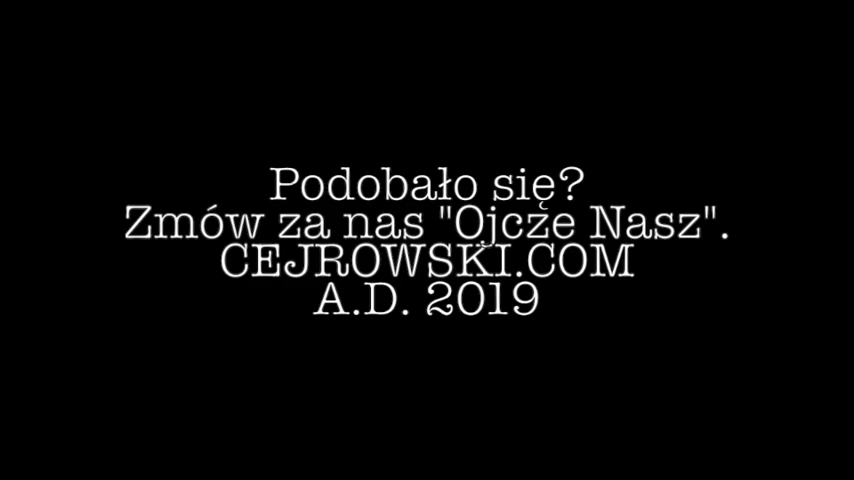 Podobało się?
Zmów za nas "Ojcze Nasz".
CEJROWSKI.COM
A.D. 2019